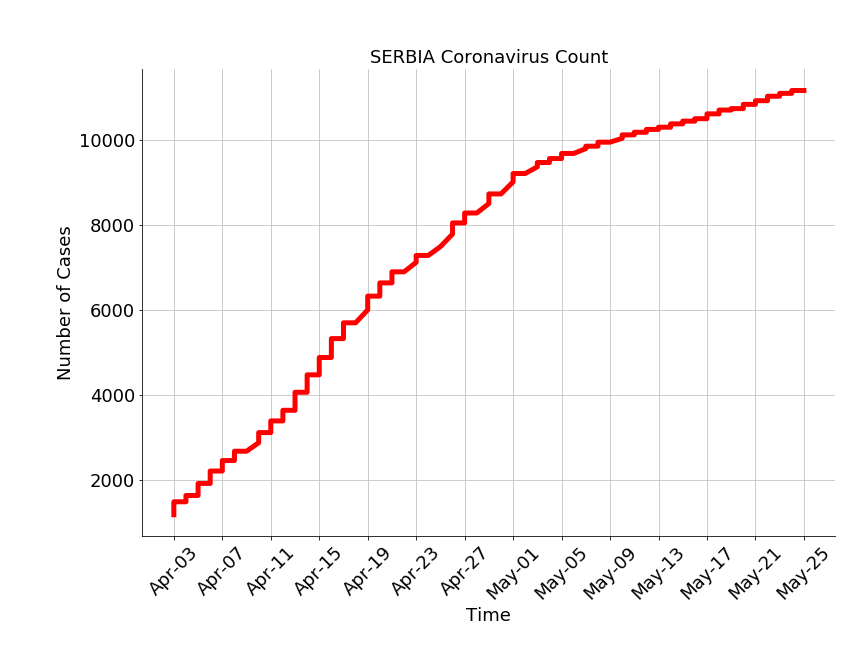 SERBIA Coronavirus Count
Number of Cases
10000
8000
6000
4000
2000
Apr-03
Apr-07
Apr-11
Apr-15
Apr-19
Apr-23
Apr-27
May-01
May-05
May-09
May-13
May-17
May-21
May-25
Time